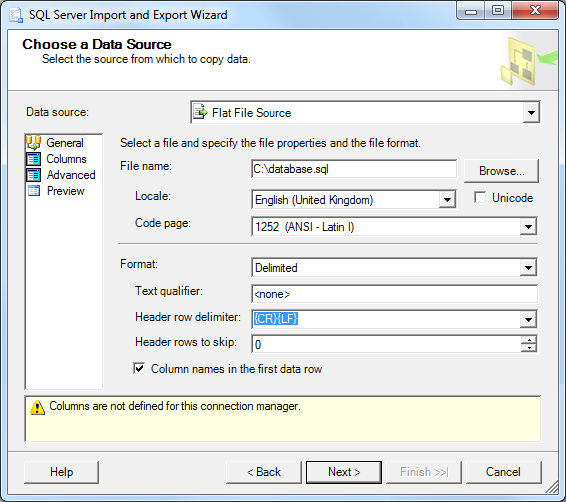 SQL Server Import and Export Wizard
Choose a Data Source
Select the source from which to copy data.
Data source:
Flat File Source
General
Columns
Advanced
Preview
Select a file and specify the file properties and the file format.
File name:
C:\database.sql
Browse...
Locale:
English (United Kingdom)
Unicode
Code page:
1252 (ANSI - Latin I)
Format:
Delimited
Text qualifier:
<none>
Header row delimiter:
{CR}{LF}
Header rows to skip:
0
Column names in the first data row
Columns are not defined for this connection manager.
Help
< Back
Next >
Finish >>|
Cancel